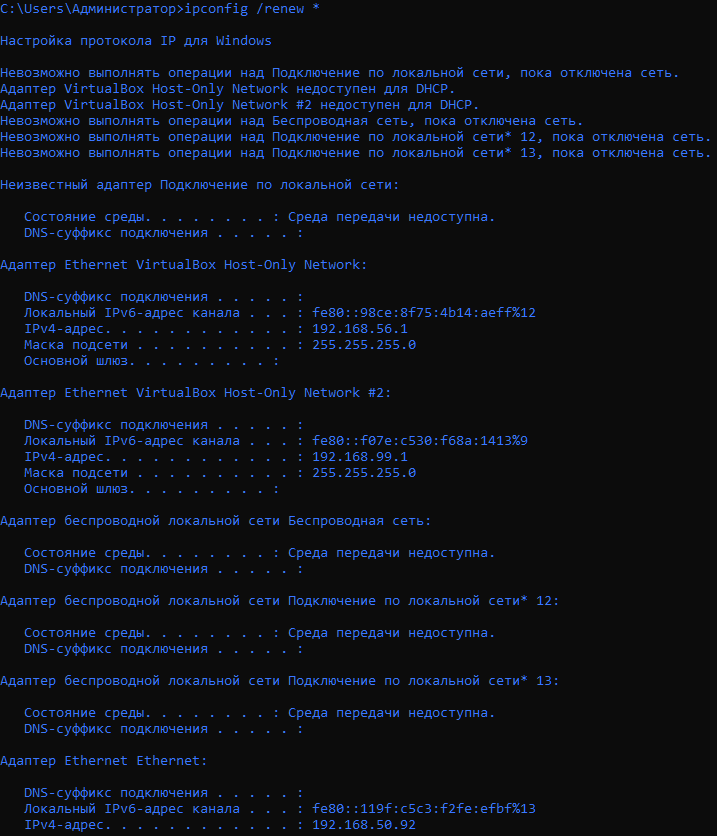 C:\Users\Администратор>ipconfig /renew *
Настройка протокола IP для Windows
Невозможно выполнять операции над Подключение по локальной сети, пока отключена сеть.
Адаптер VirtualBox Host-Only Network недоступен для DHCP.
Адаптер VirtualBox Host-Only Network #2 недоступен для DHCP.
Невозможно выполнять операции над Беспроводная сеть, пока отключена сеть.
Невозможно выполнять операции над Подключение по локальной сети* 12, пока отключена сеть.
Невозможно выполнять операции над Подключение по локальной сети* 13, пока отключена сеть.
Неизвестный адаптер Подключение по локальной сети:
Состояние среды. . . . . . . . : Среда передачи недоступна.
DNS-суффикс подключения . . . . . :
Адаптер Ethernet VirtualBox Host-Only Network:
DNS-суффикс подключения . . . . . :
Локальный IPv6-адрес канала . . . : fe80::98ce:8f75:4b14:aeff%12
IPv4-адрес. . . . . . . . . . . . : 192.168.56.1
Маска подсети . . . . . . . . . . : 255.255.255.0
Основной шлюз. . . . . . . . . :
Адаптер Ethernet VirtualBox Host-Only Network #2:
DNS-суффикс подключения . . . . . :
Локальный IPv6-адрес канала . . . : fe80::f07e:c530:f68a:1413%9
IPv4-адрес. . . . . . . . . . . . : 192.168.99.1
Маска подсети . . . . . . . . . . : 255.255.255.0
Основной шлюз. . . . . . . . . :
Адаптер беспроводной локальной сети Беспроводная сеть:
Состояние среды. . . . . . . . : Среда передачи недоступна.
DNS-суффикс подключения . . . . . :
Адаптер беспроводной локальной сети Подключение по локальной сети* 12:
Состояние среды. . . . . . . . : Среда передачи недоступна.
DNS-суффикс подключения . . . . . :
Адаптер беспроводной локальной сети Подключение по локальной сети* 13:
Состояние среды. . . . . . . . : Среда передачи недоступна.
DNS-суффикс подключения . . . . . :
Адаптер Ethernet Ethernet:
DNS-суффикс подключения . . . . . :
Локальный IPv6-адрес канала . . . : fe80::119f:c5c3:f2fe:efbf%13
IPv4-адрес. . . . . . . . . . . . : 192.168.50.92